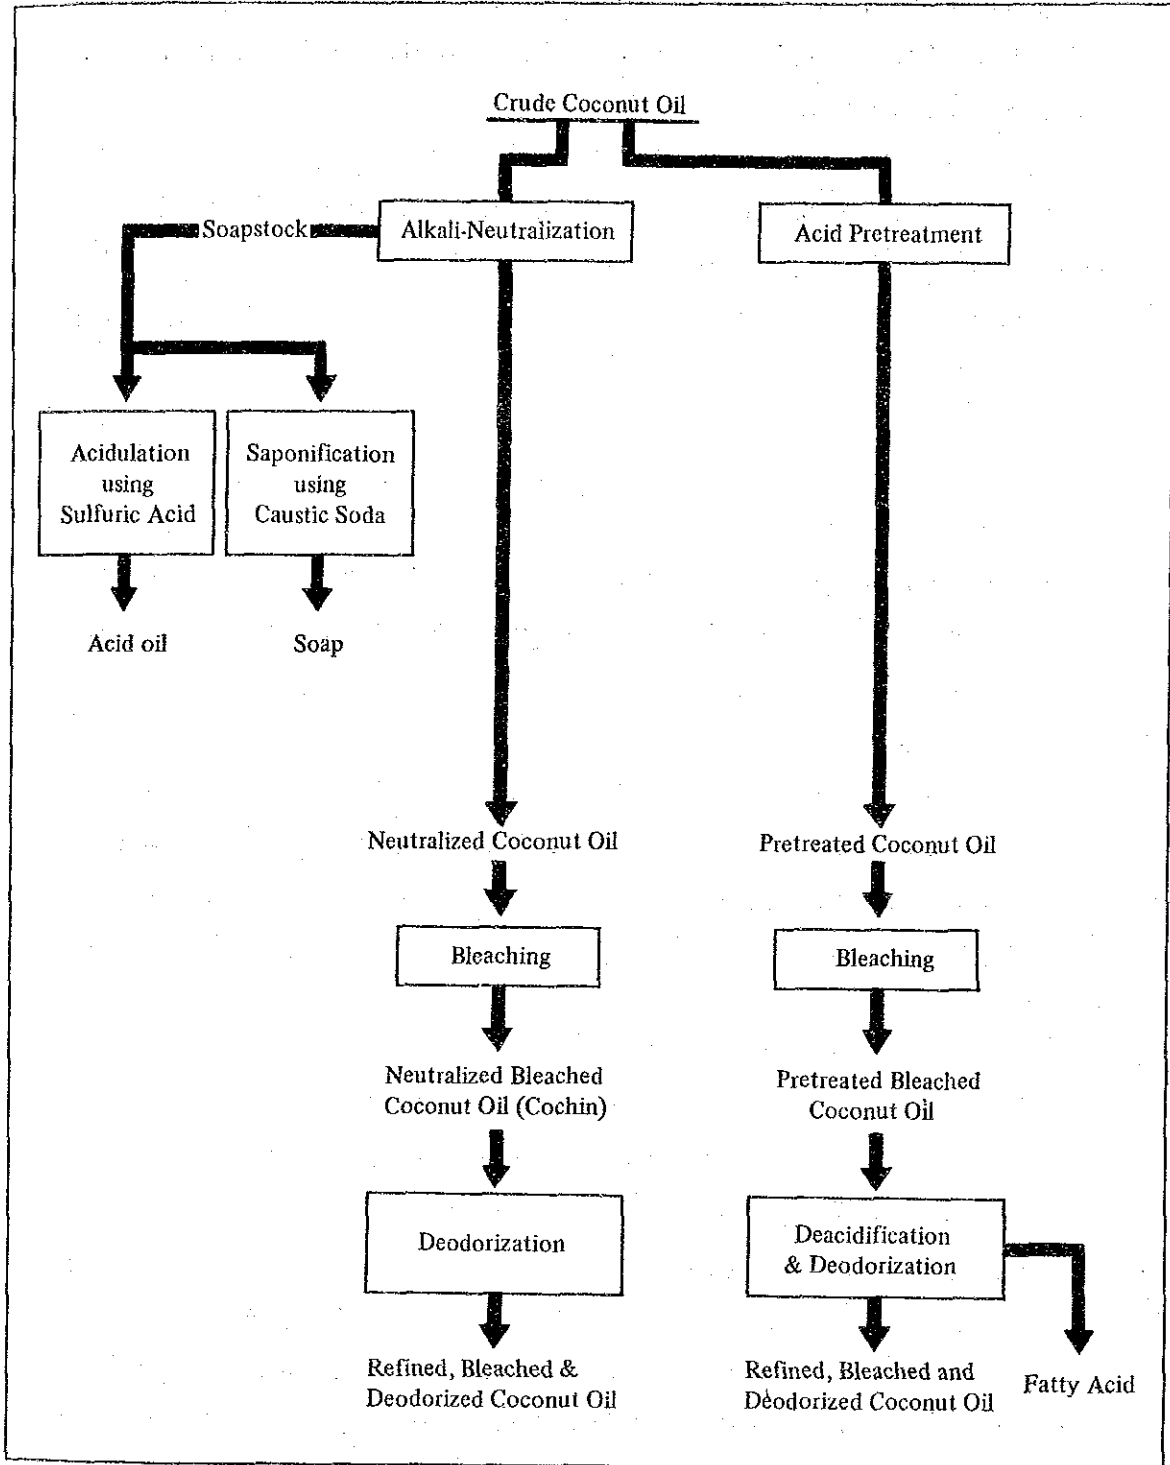 Crude Coconut Oil
Soapstock
Alkali-Neutralization
Acid Pretreatment
Acidulation
using
Sulfuric Acid
Saponification
using
Caustic Soda
Acid oil
Soap
Neutralized Coconut Oil
Pretreated Coconut Oil
Bleaching
Bleaching
Neutralized Bleached
Coconut Oil (Cochin)
Pretreated Bleached
Coconut Oil
Deodorization
Deacidification
& Deodorization
Refined, Bleached &
Deodorized Coconut Oil
Refined, Bleached and
Deodorized Coconut Oil
Fatty Acid